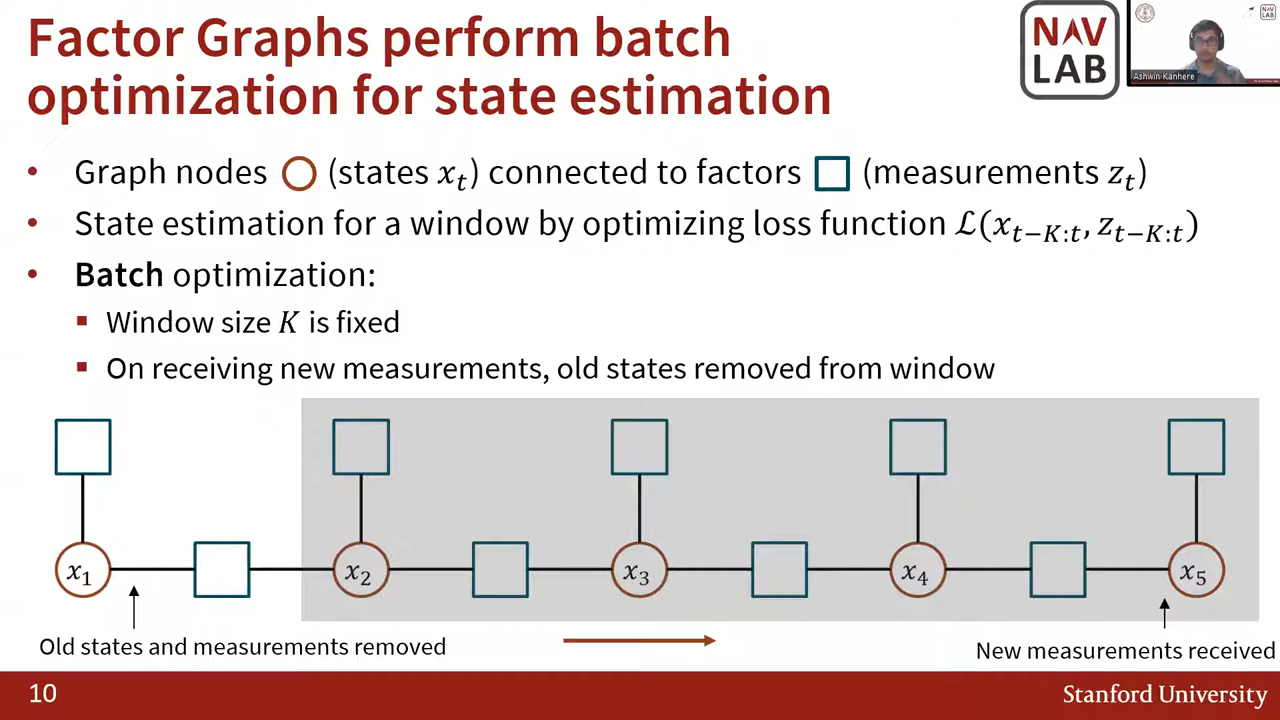 Factor Graphs perform batch
optimization for state estimation
NAV
LAB
NAV
LAB
Ashwin Kanhere
• Graph nodes (states x_t) connected to factors (measurements z_t)
• State estimation for a window by optimizing loss function ℒ(x_{t−K:t}, z_{t−K:t})
• Batch optimization:
▪ Window size K is fixed
▪ On receiving new measurements, old states removed from window
x_1
x_2
x_3
x_4
x_5
Old states and measurements removed
New measurements received
10
Stanford University